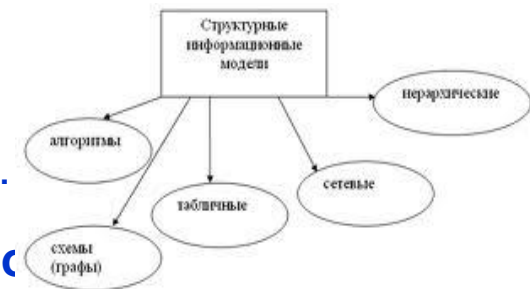 Структурные
информационные
модели
иерархические
алгоритмы
сетевые
табличные
схемы
(графы)